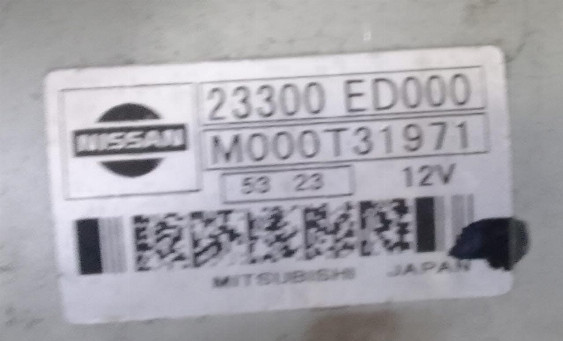 NISSAN
23300 ED000
M000T31971
53 23
12V
MITSUBISHI JAPAN